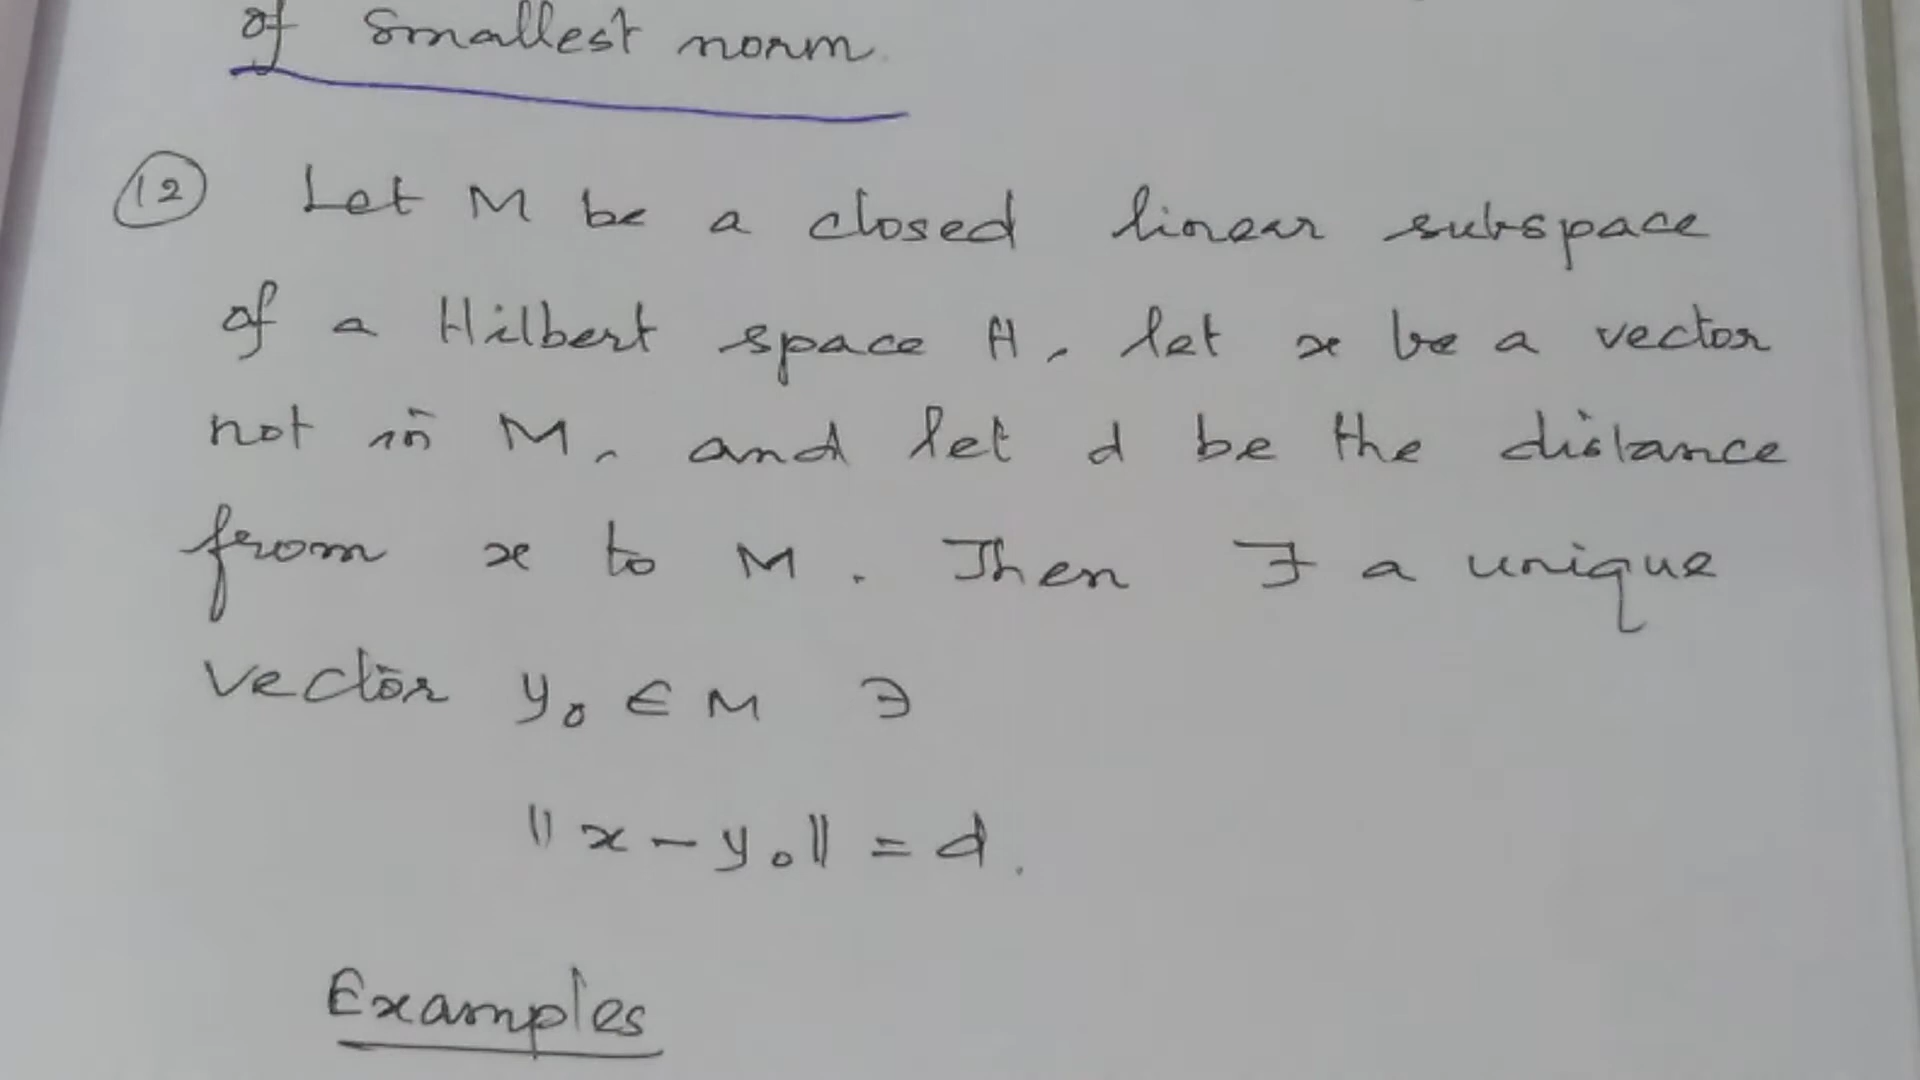 of smallest norm.
(12) Let M be a closed linear subspace
of a Hilbert space H, let x be a vector
not in M, and let d be the distance
from x to M. Then ∃ a unique
vector y₀ ∈ M ∋
||x - y₀|| = d.
Examples